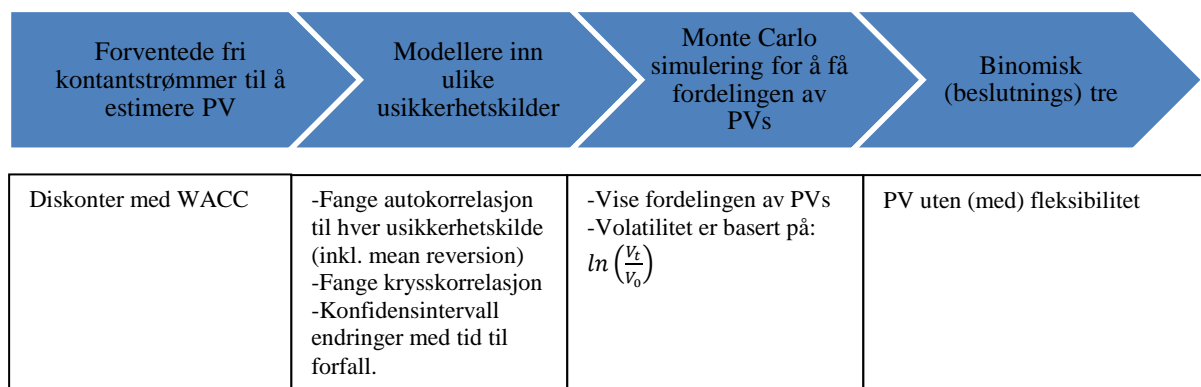 Forventede fri
kontantstrømmer til å
estimere PV
Modellere inn
ulike
usikkerhetskilder
Monte Carlo
simulering for å få
fordelingen av
PVs
Binomisk
(beslutnings) tre
Diskonter med WACC
-Fange autokorrelasjon
til hver usikkerhetskilde
(inkl. mean reversion)
-Fange krysskorrelasjon
-Konfidensintervall
endringer med tid til
forfall.
-Vise fordelingen av PVs
-Volatilitet er basert på:
ln (V_t/V_0)
PV uten (med) fleksibilitet